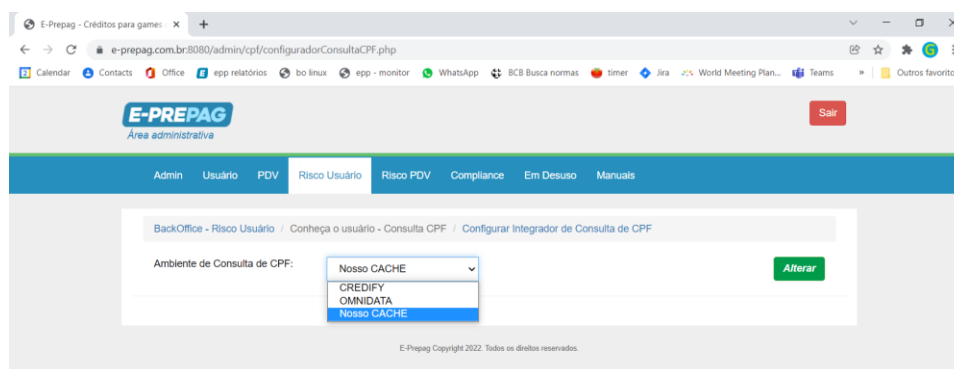 E-Prepag - Créditos para games
e-prepag.com.br:8080/admin/cpf/configuradorConsultaCPF.php
Calendar Contacts Office epp relatórios bo linux epp - monitor WhatsApp BCB Busca normas timer Jira World Meeting Plan... Teams » Outros favorito
E-PREPAG
Área administrativa
Sair
Admin Usuário PDV Risco Usuário Risco PDV Compliance Em Desuso Manuais
BackOffice - Risco Usuário / Conheça o usuário - Consulta CPF / Configurar Integrador de Consulta de CPF
Ambiente de Consulta de CPF: Nosso CACHE Alterar
CREDIFY
OMNIDATA
Nosso CACHE
E-Prepag Copyright 2022. Todos os direitos reservados.